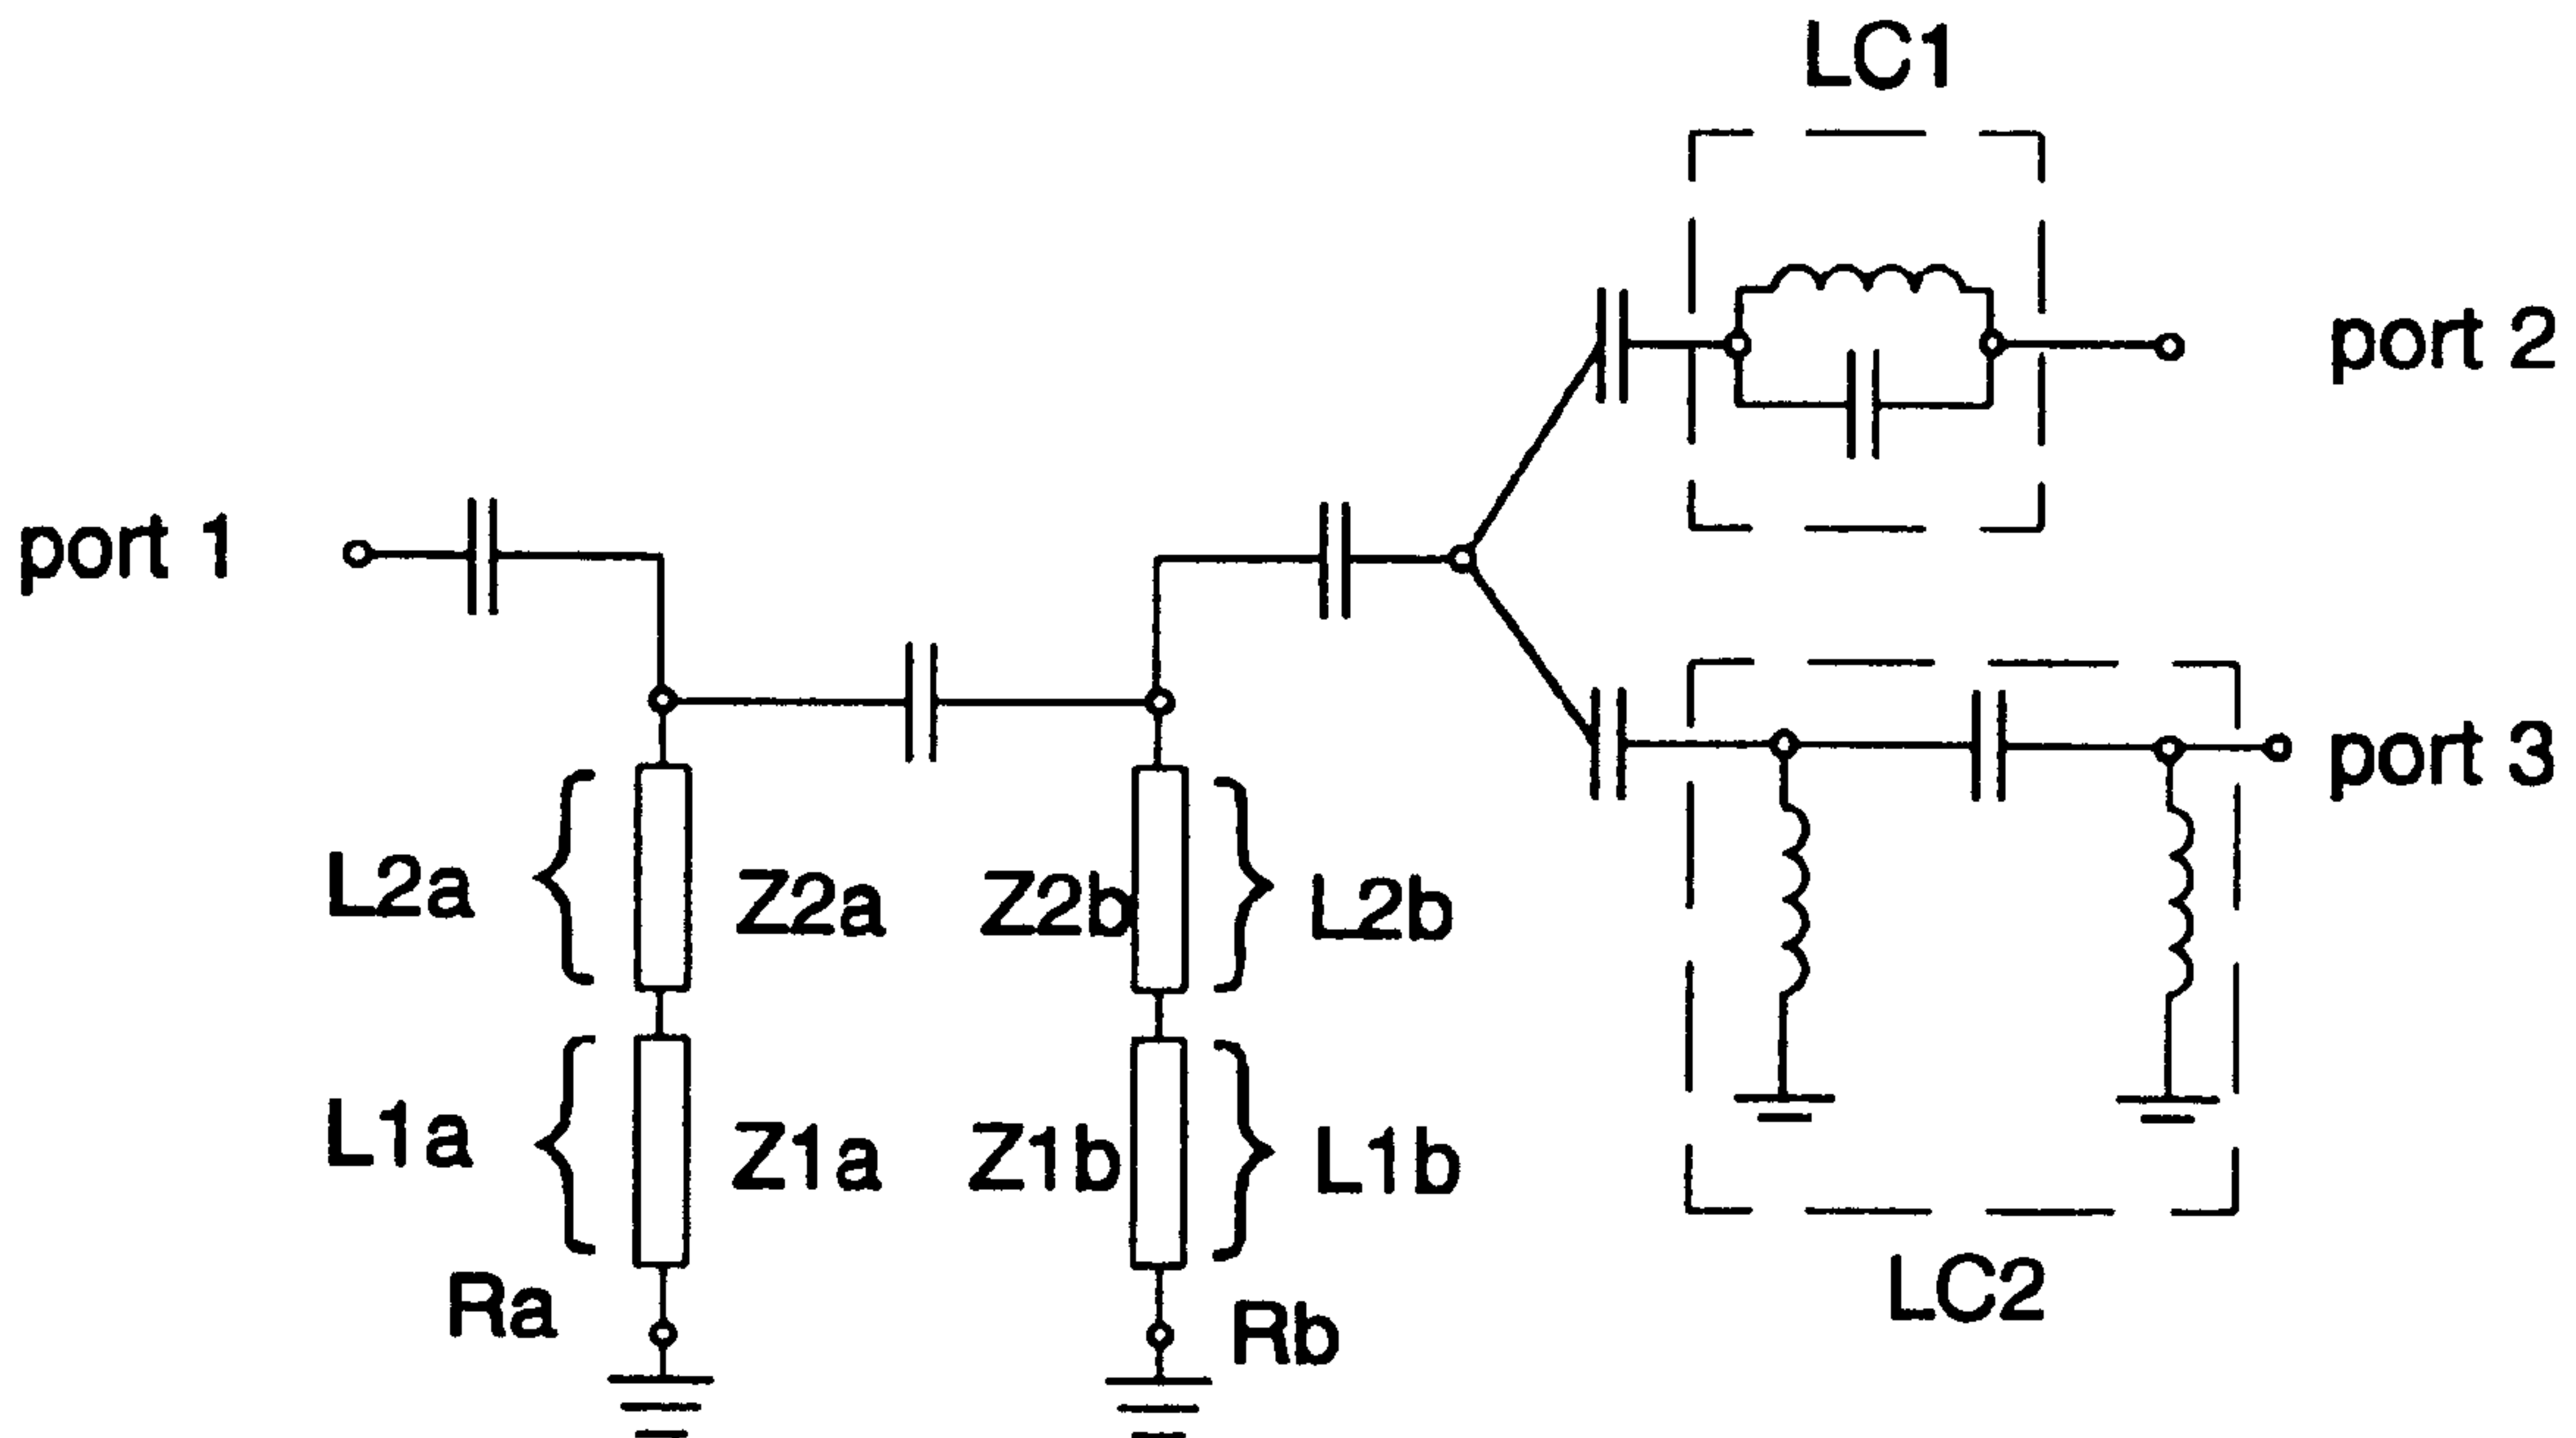 LC1
port 2
port 1
port 3
L2a
Z2a
Z2b
L2b
L1a
Z1a
Z1b
L1b
Ra
Rb
LC2